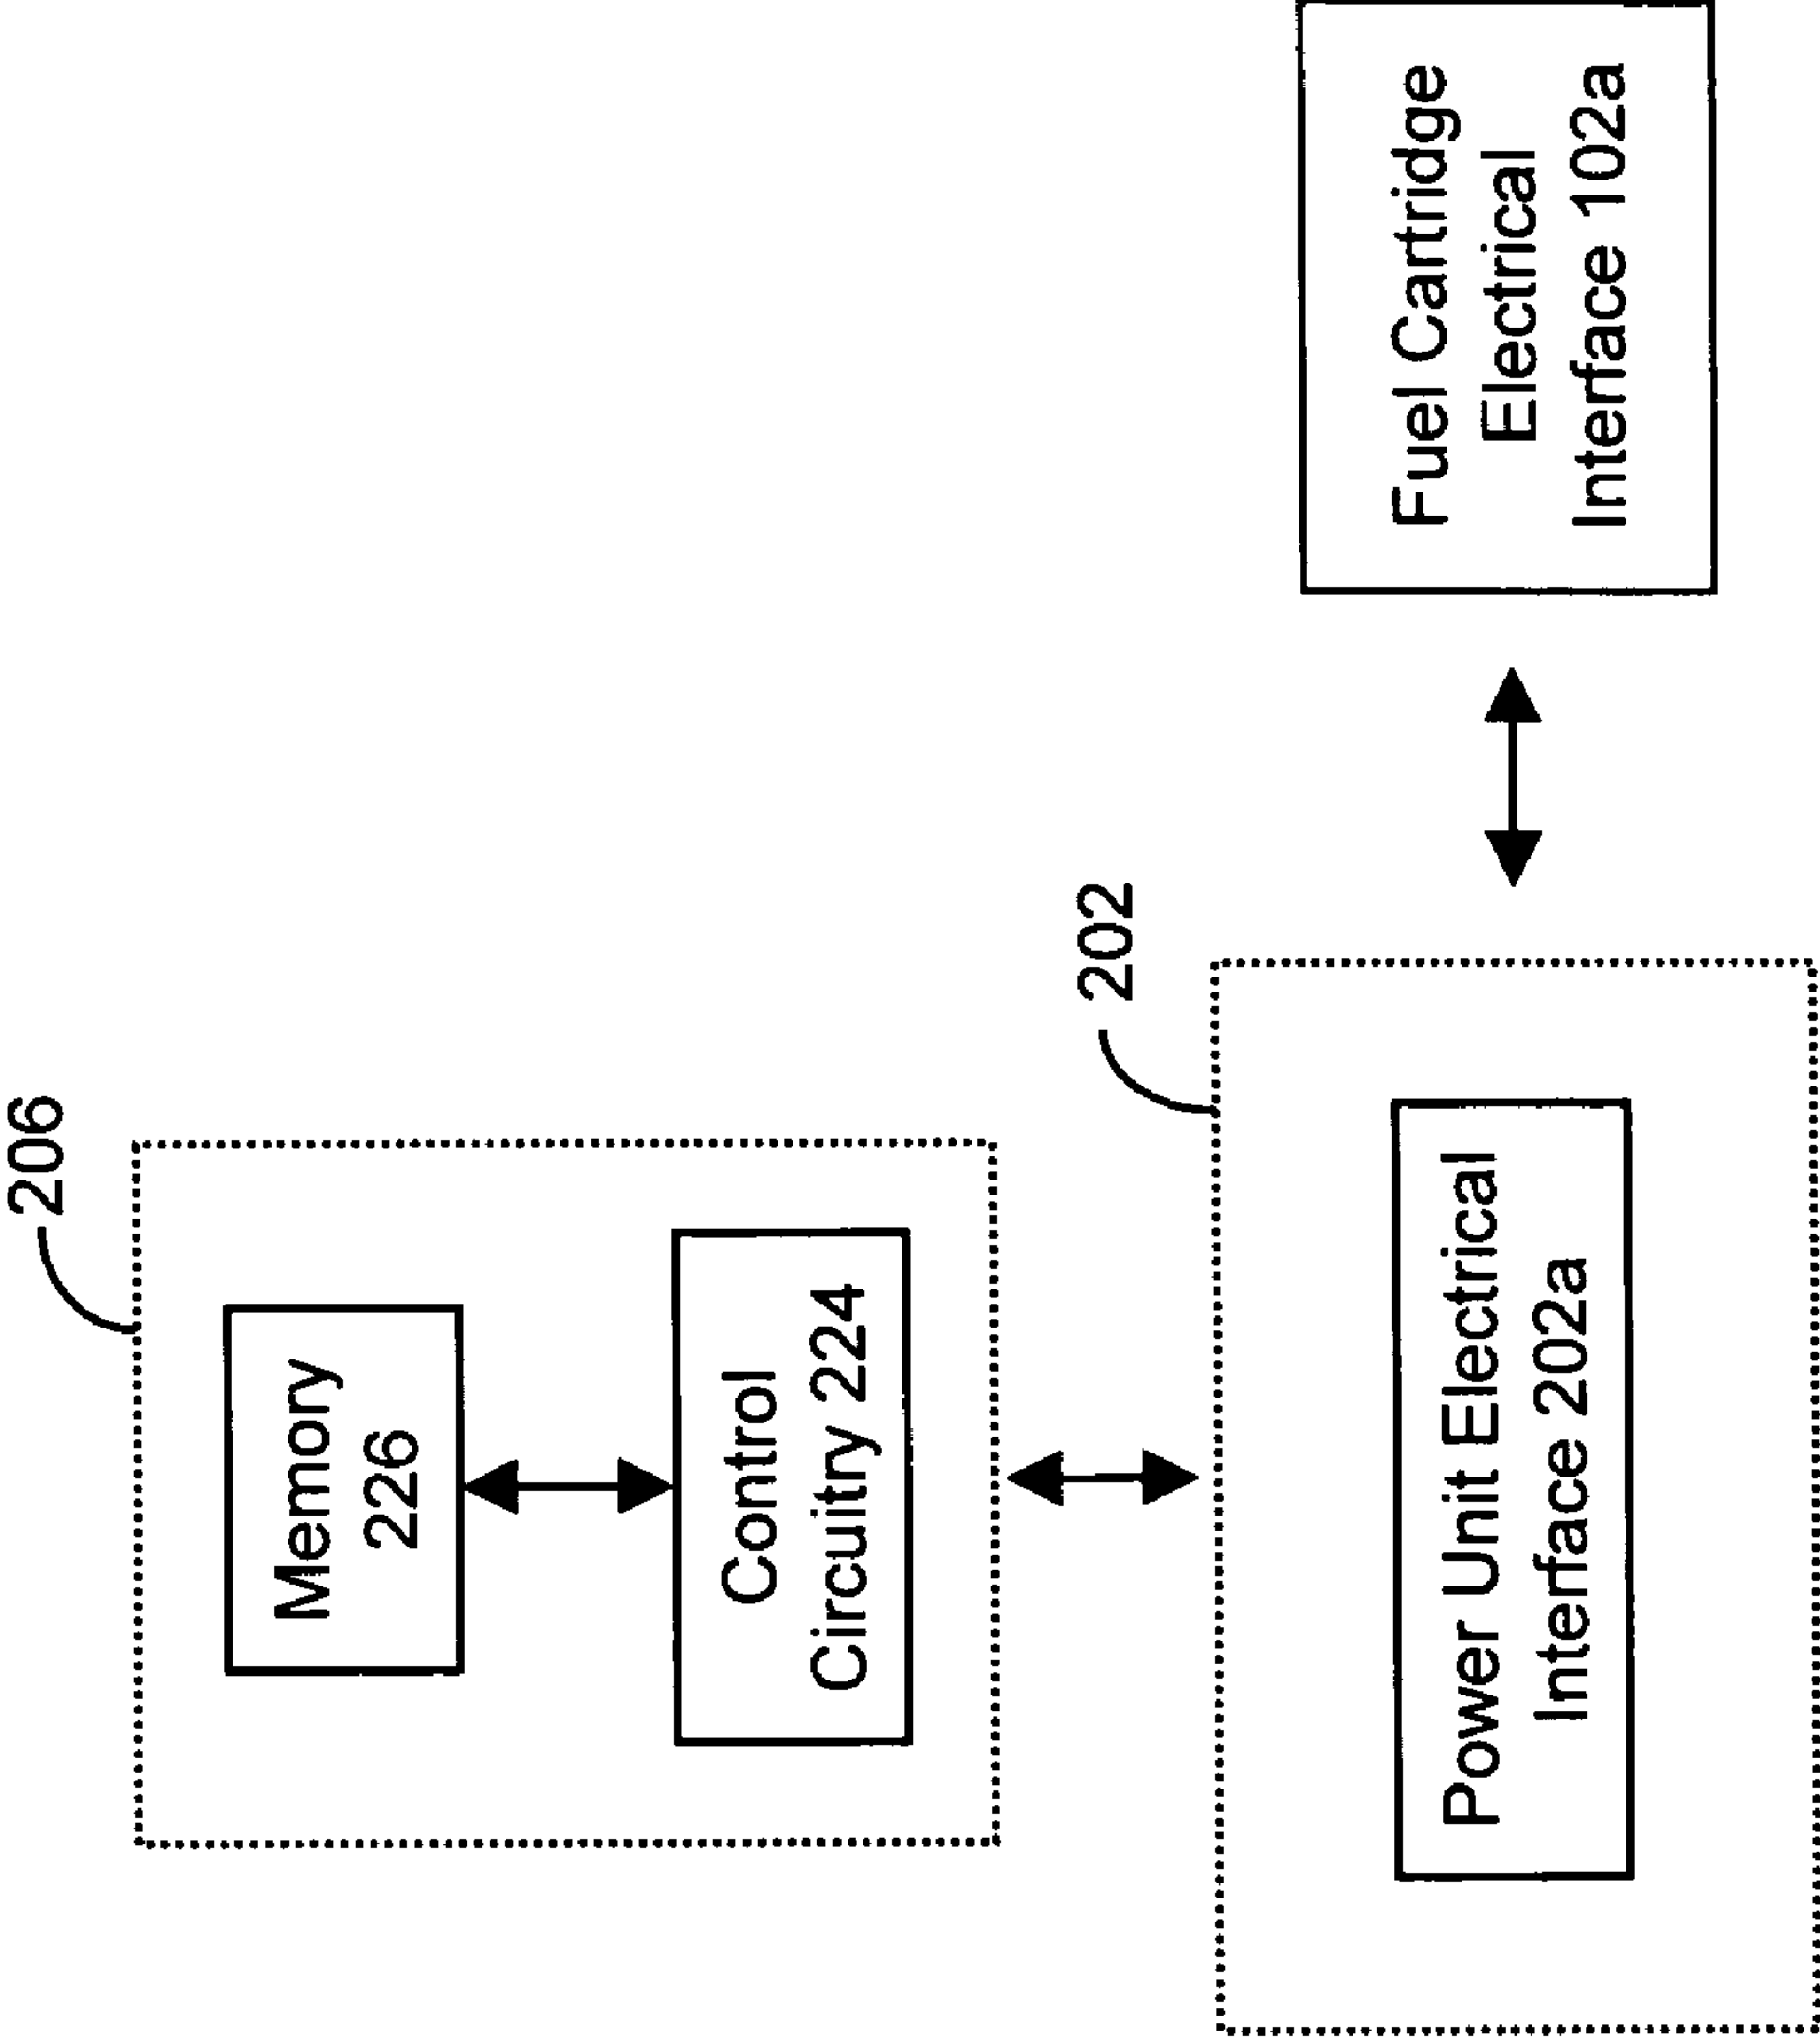 206
Memory
226
Control
Circuitry 224
202
Power Unit Electrical
Interface 202a
Fuel Cartridge
Electrical
Interface 102a